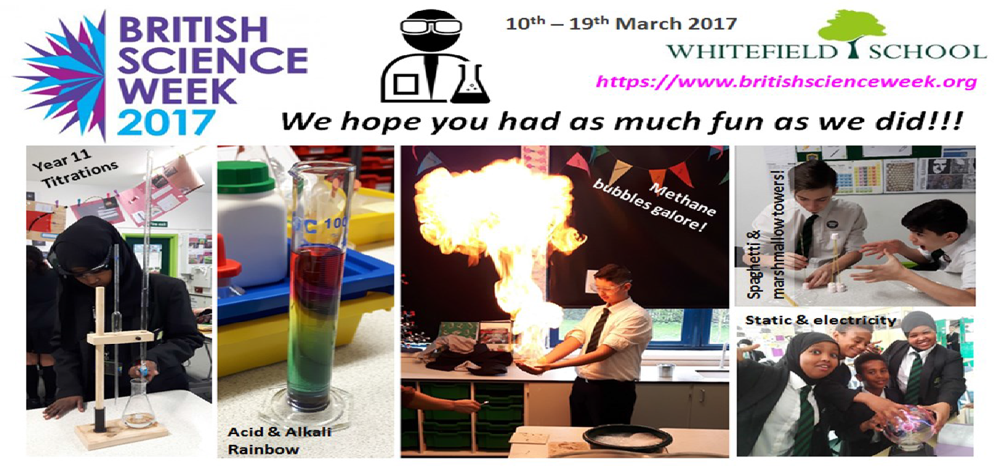 BRITISH
SCIENCE
WEEK
2017
10th – 19th March 2017
WHITEFIELD SCHOOL
https://www.britishscienceweek.org
We hope you had as much fun as we did!!!
Year 11
Titrations
C 100
Acid & Alkali
Rainbow
Methane
bubbles galore!
Spaghetti &
marshmallow towers!
Static & electricity